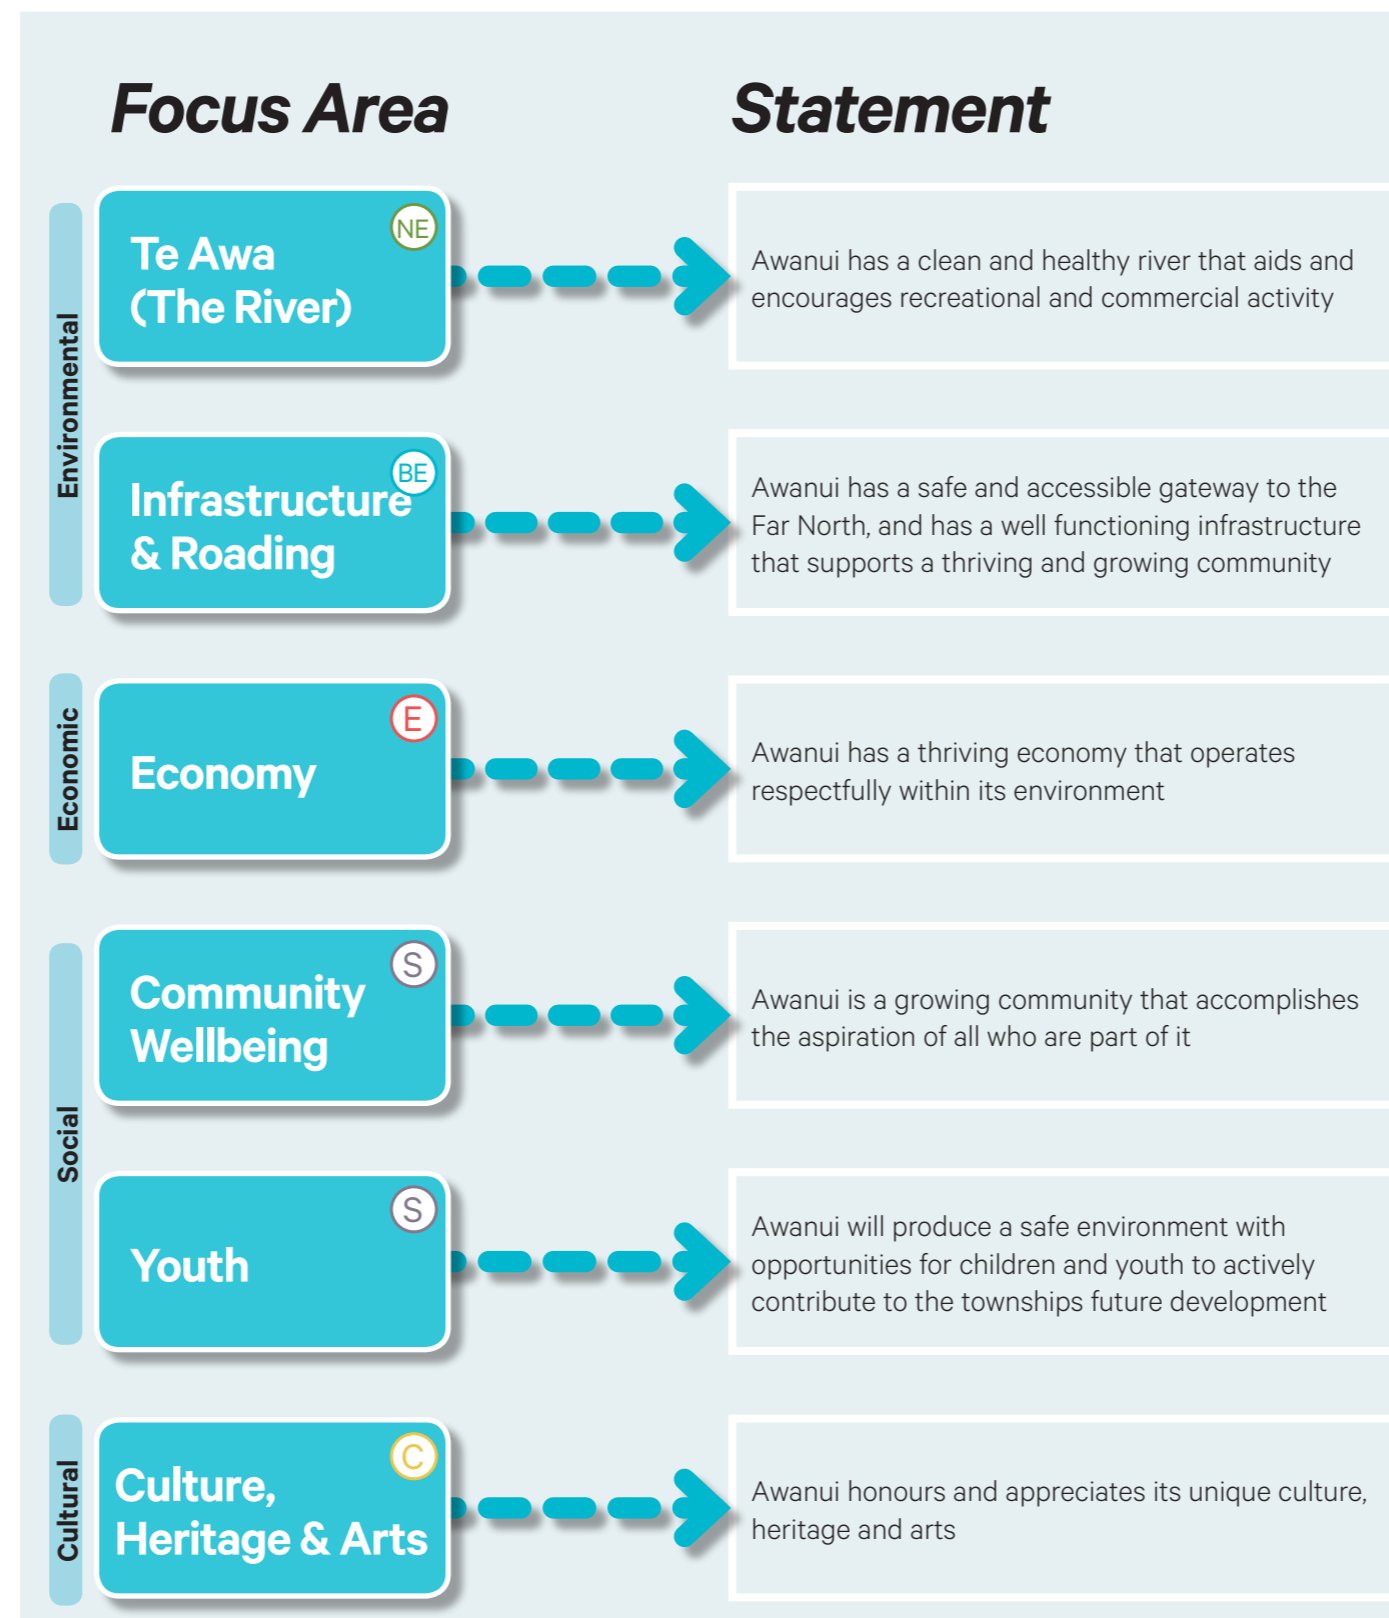 Focus Area
Statement
Environmental
Te Awa
(The River)
NE
Awanui has a clean and healthy river that aids and
encourages recreational and commercial activity
Infrastructure
& Roading
BE
Awanui has a safe and accessible gateway to the
Far North, and has a well functioning infrastructure
that supports a thriving and growing community
Economic
Economy
E
Awanui has a thriving economy that operates
respectfully within its environment
Social
Community
Wellbeing
S
Awanui is a growing community that accomplishes
the aspiration of all who are part of it
Youth
S
Awanui will produce a safe environment with
opportunities for children and youth to actively
contribute to the townships future development
Cultural
Culture,
Heritage & Arts
C
Awanui honours and appreciates its unique culture,
heritage and arts